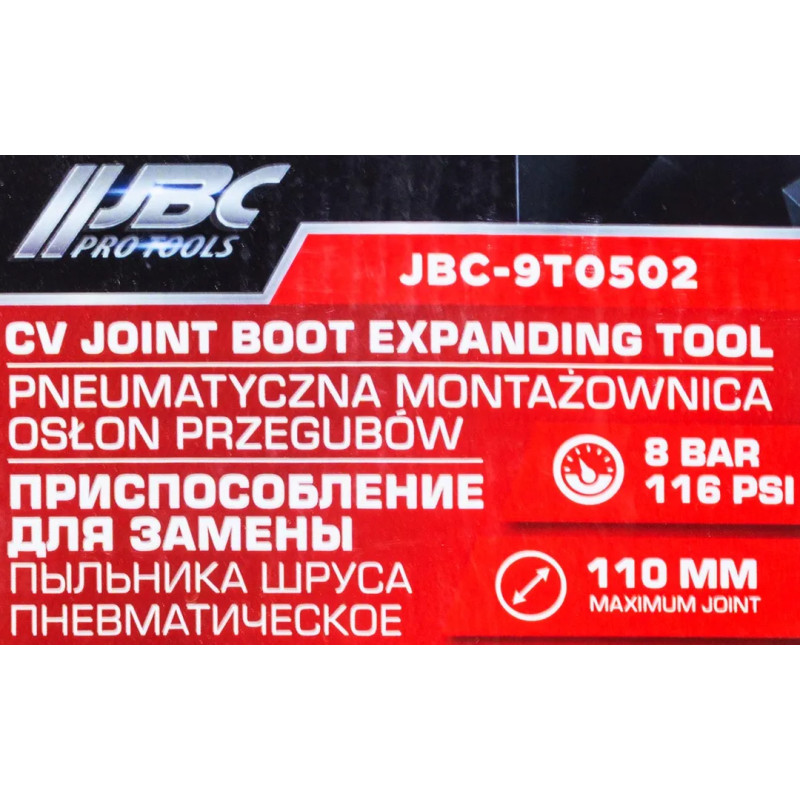 JBC
PRO TOOLS
JBC-9T0502
CV JOINT BOOT EXPANDING TOOL
PNEUMATYCZNA MONTAŻOWNICA
OSŁON PRZEGUBÓW
ПРИСПОСОБЛЕНИЕ
ДЛЯ ЗАМЕНЫ
ПЫЛЬНИКА ШРУСА
ПНЕВМАТИЧЕСКОЕ
8 BAR
116 PSI
110 MM
MAXIMUM JOINT